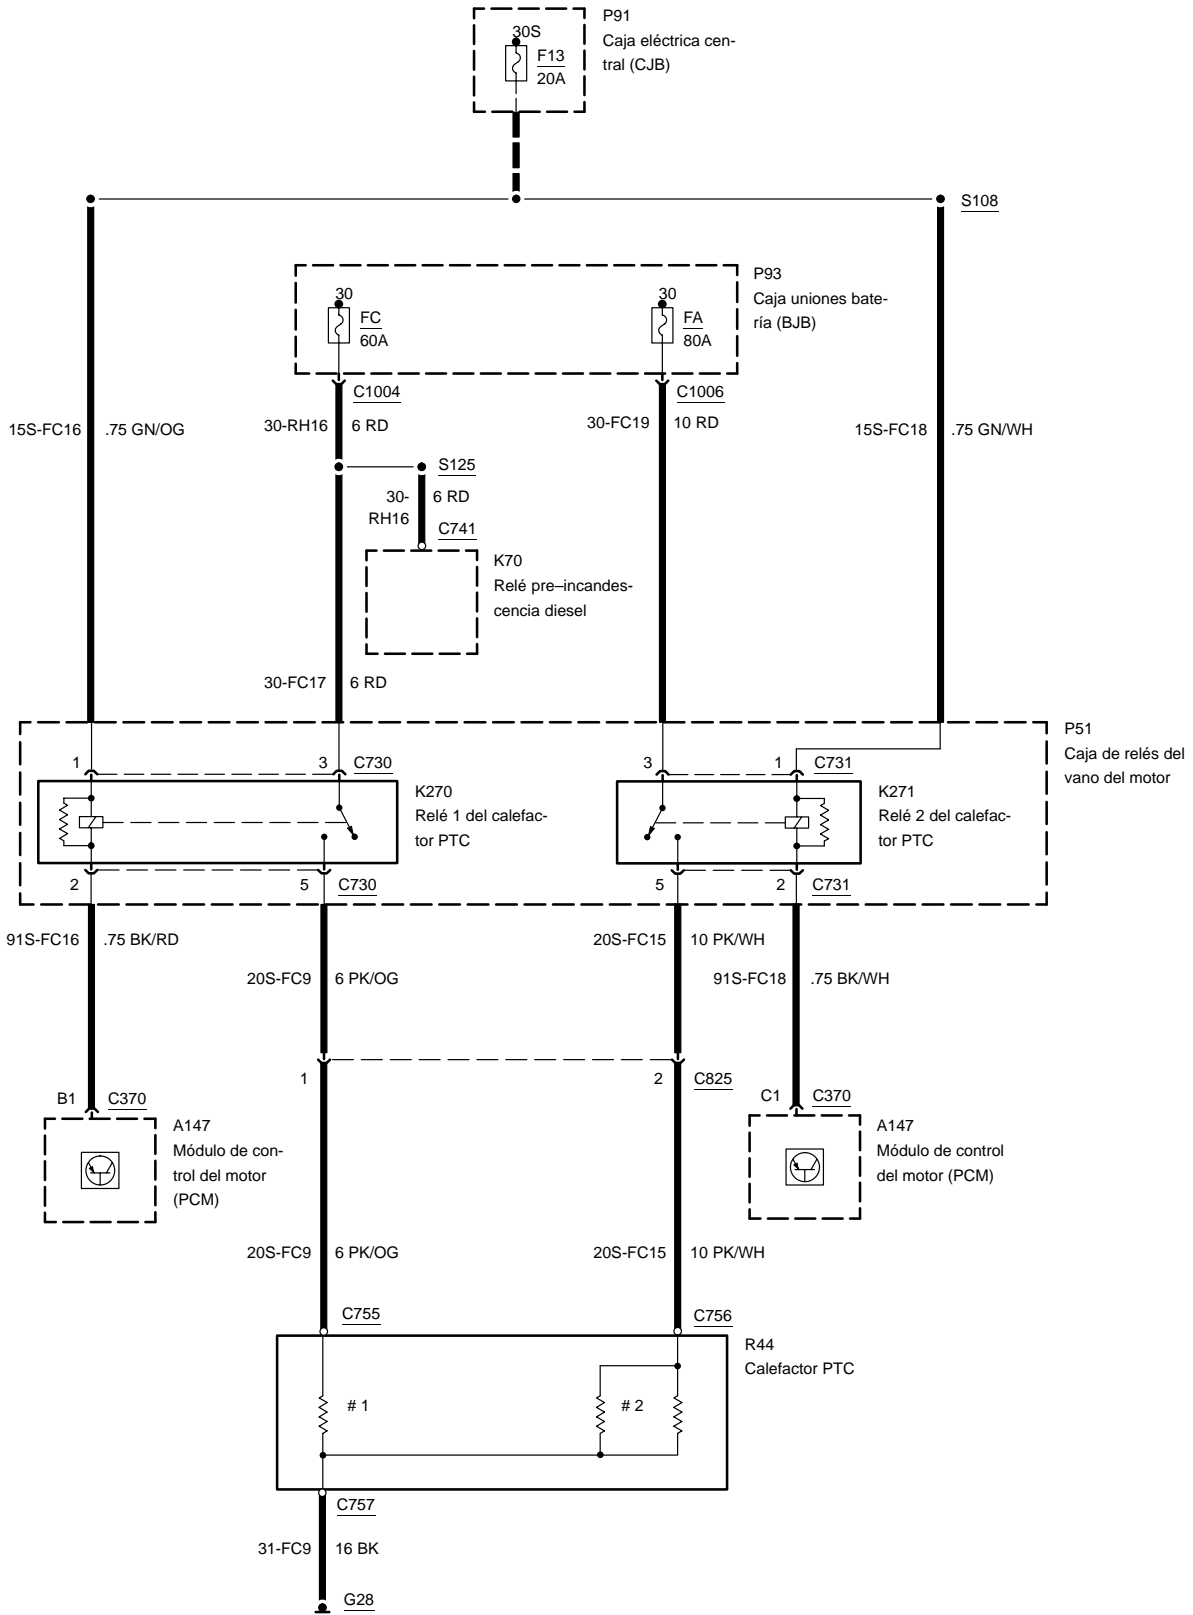 P91
Caja eléctrica cen-
tral (CJB)
30S
F13
20A
S108
P93
Caja uniones bate-
ría (BJB)
30
FC
60A
30
FA
80A
C1004
C1006
15S-FC16 .75 GN/OG
30-RH16 6 RD
30-FC19 10 RD
15S-FC18 .75 GN/WH
S125
30-
RH16
6 RD
C741
K70
Relé pre–incandes-
cencia diesel
30-FC17 6 RD
P51
Caja de relés del
vano del motor
1 3 C730
3 1 C731
K270
Relé 1 del calefac-
tor PTC
K271
Relé 2 del calefac-
tor PTC
2 5 C730
5 2 C731
91S-FC16 .75 BK/RD
20S-FC15 10 PK/WH
20S-FC9 6 PK/OG
91S-FC18 .75 BK/WH
1 2 C825
B1 C370
C1 C370
A147
Módulo de con-
trol del motor
(PCM)
A147
Módulo de control
del motor (PCM)
20S-FC9 6 PK/OG
20S-FC15 10 PK/WH
C755
C756
R44
Calefactor PTC
# 1
# 2
C757
31-FC9 16 BK
G28